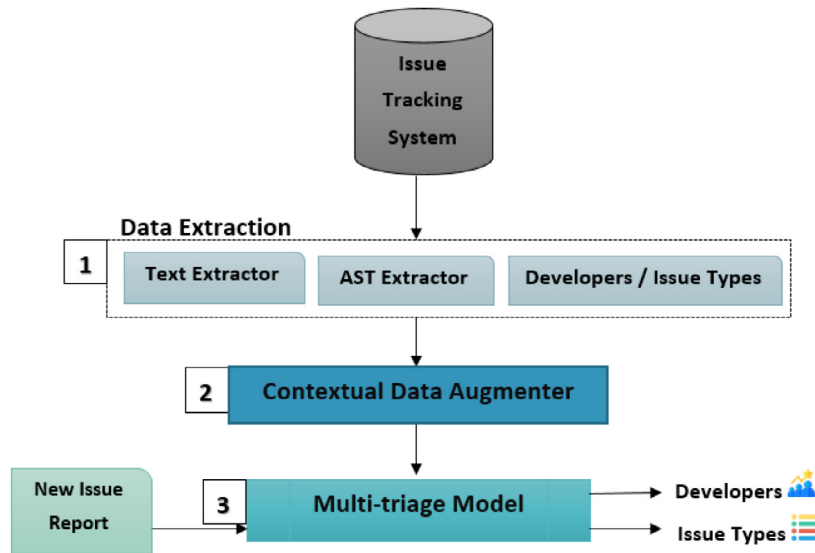 Issue
Tracking
System
Data Extraction
1
Text Extractor
AST Extractor
Developers / Issue Types
2
Contextual Data Augmenter
New Issue
Report
3
Multi-triage Model
Developers
Issue Types